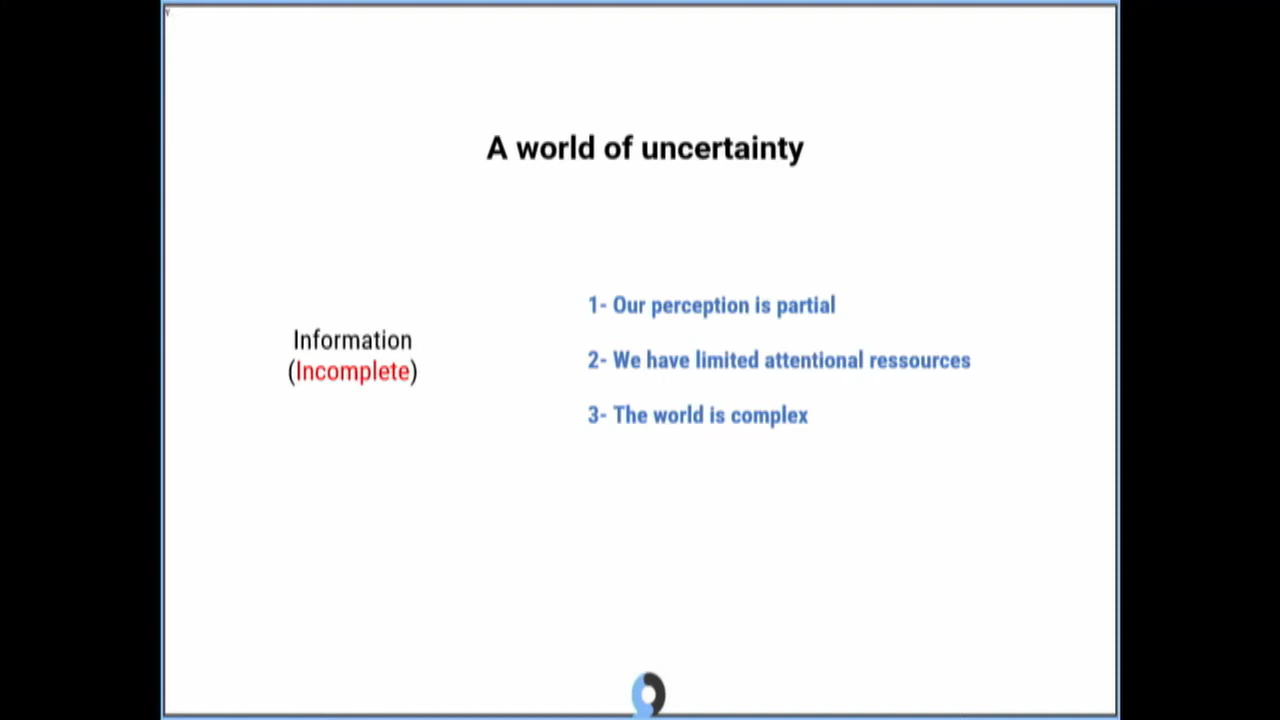 A world of uncertainty
Information
(Incomplete)
1- Our perception is partial
2- We have limited attentional ressources
3- The world is complex